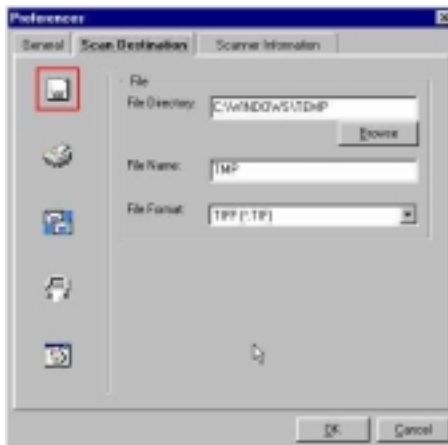 Preferences
General
Scan Destination
Scanner Information
File
File Directory:
C:\WINDOWS\TEMP
Browse
File Name:
TMP
File Format:
TIFF (*.TIF)
OK
Cancel